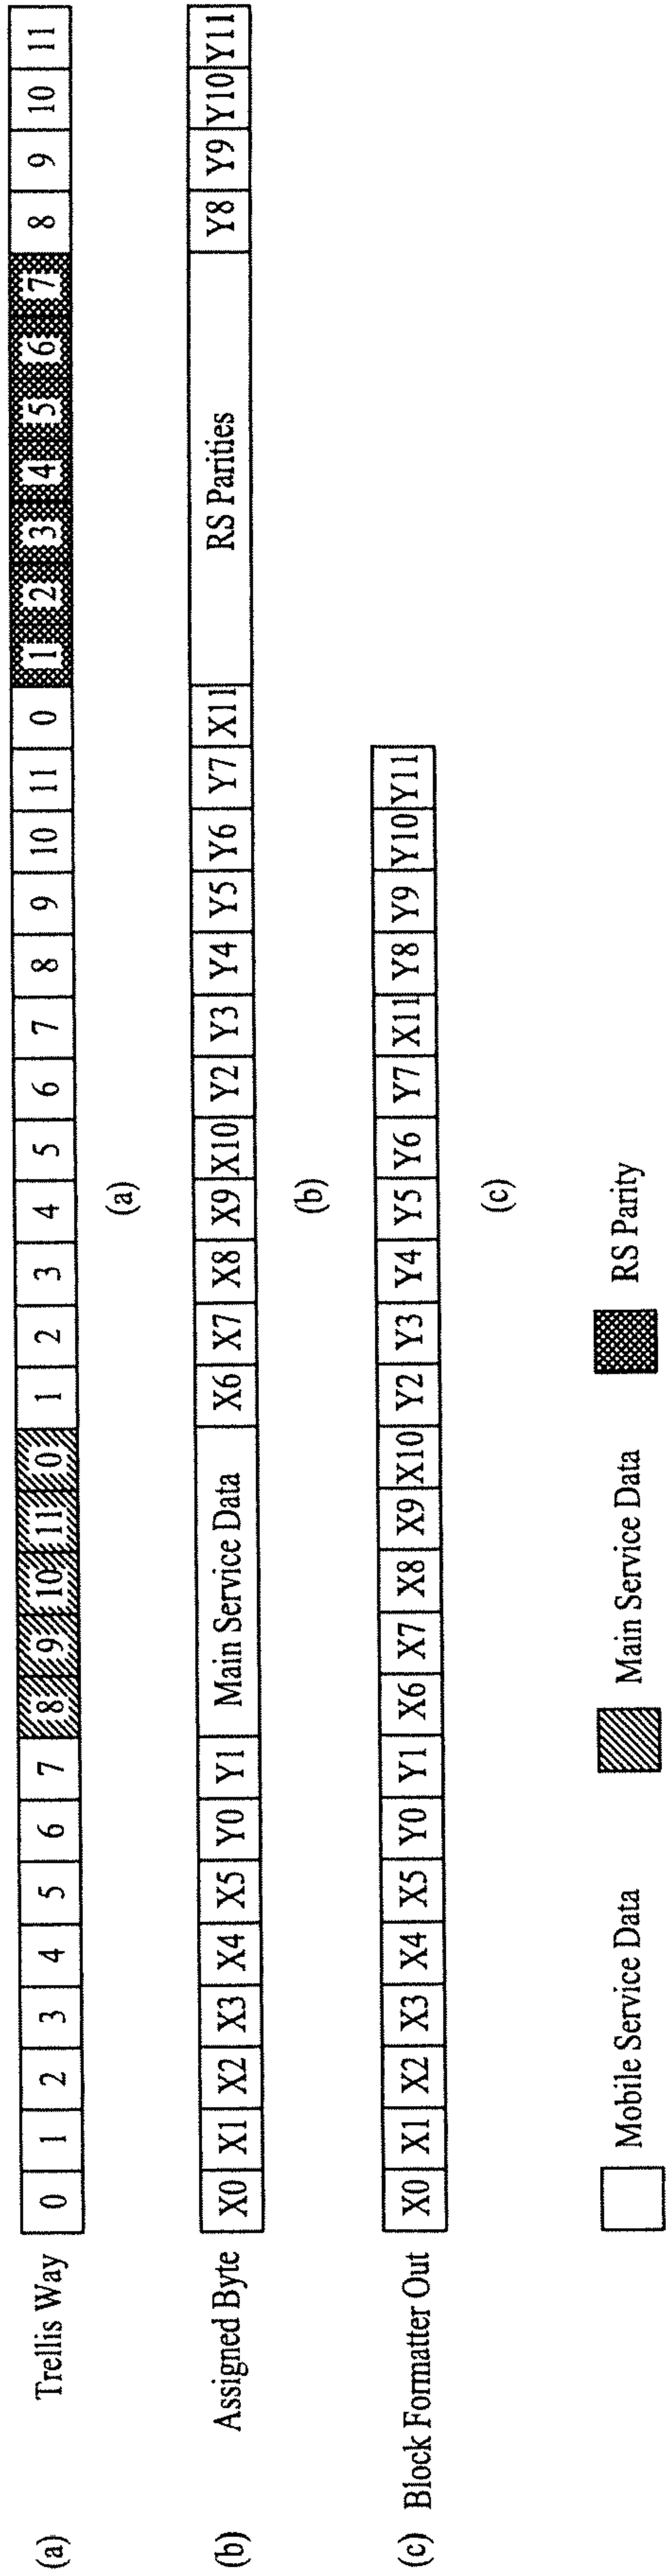 (a) Trellis Way 0 1 2 3 4 5 6 7 8 9 10 11 0 1 2 3 4 5 6 7 8 9 10 11 0 1 2 3 4 5 6 7 8 9 10 11
(a)
(b) Assigned Byte X0 X1 X2 X3 X4 X5 Y0 Y1 Main Service Data X6 X7 X8 X9 X10 Y2 Y3 Y4 Y5 Y6 Y7 X11 RS Parities Y8 Y9 Y10 Y11
(b)
(c) Block Formatter Out X0 X1 X2 X3 X4 X5 Y0 Y1 X6 X7 X8 X9 X10 Y2 Y3 Y4 Y5 Y6 Y7 X11 Y8 Y9 Y10 Y11
(c)
Mobile Service Data Main Service Data RS Parity